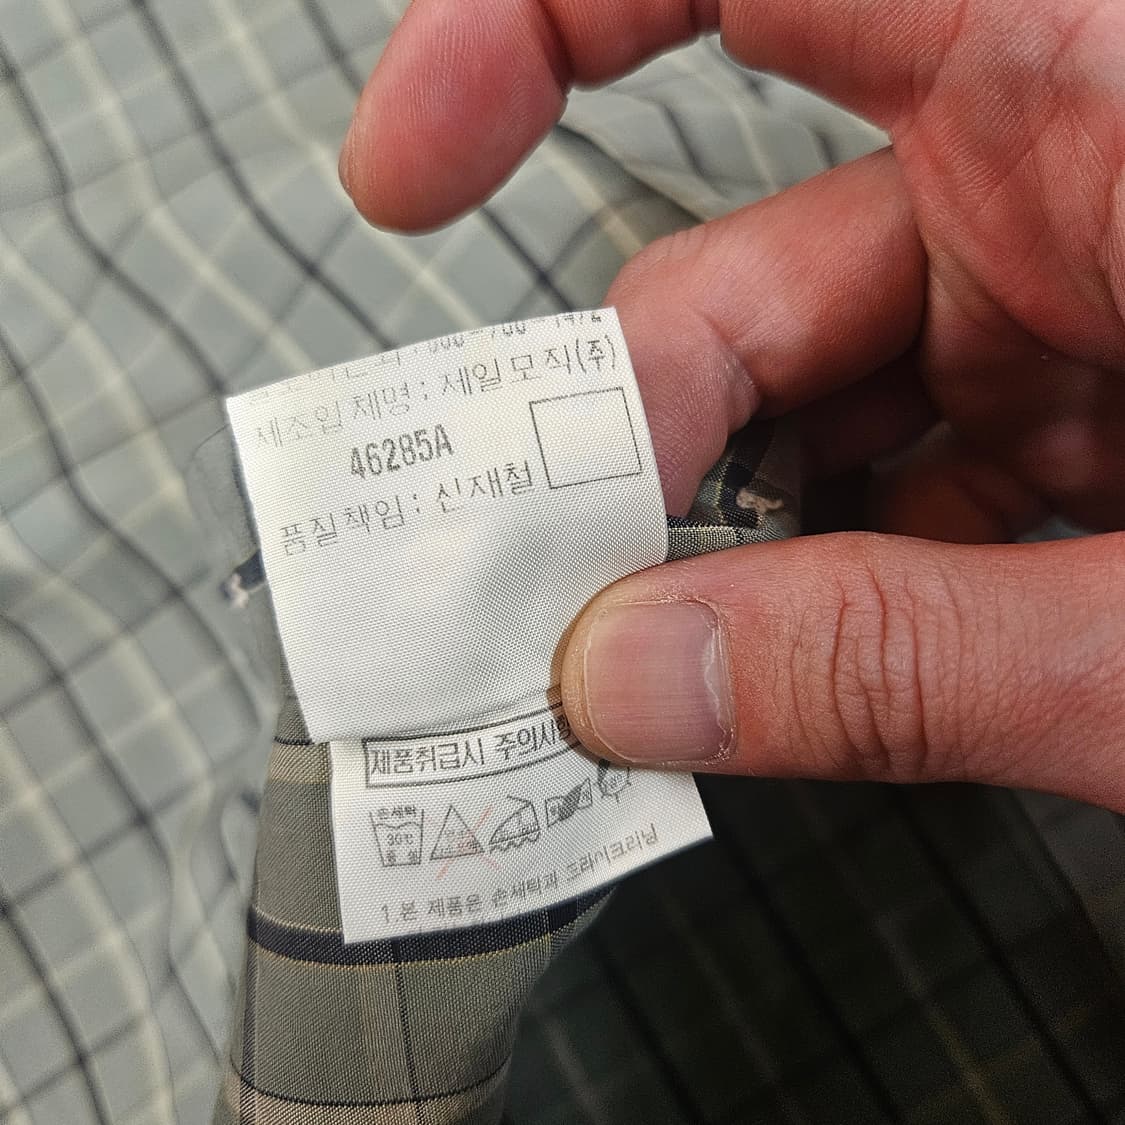 제조업체명 : 제일모직(주)
46285A
품질책임 : 신재철
제품취급시 주의사항
손세탁
30℃
중성
1 본 제품은 손세탁과 드라이크리닝